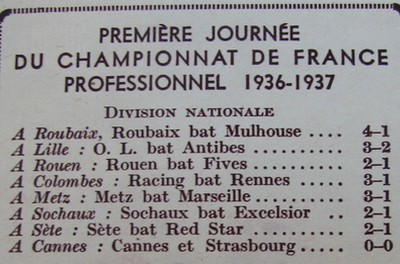 PREMIÈRE JOURNÉE
DU CHAMPIONNAT DE FRANCE
PROFESSIONNEL 1936-1937
DIVISION NATIONALE
A Roubaix, Roubaix bat Mulhouse .... 4-1
A Lille : O. L. bat Antibes .......... 3-2
A Rouen : Rouen bat Fives .......... 2-1
A Colombes : Racing bat Rennes ..... 3-1
A Metz : Metz bat Marseille .......... 3-1
A Sochaux : Sochaux bat Excelsior .. 2-1
A Sète : Sète bat Red Star .......... 2-1
A Cannes : Cannes et Strasbourg ..... 0-0